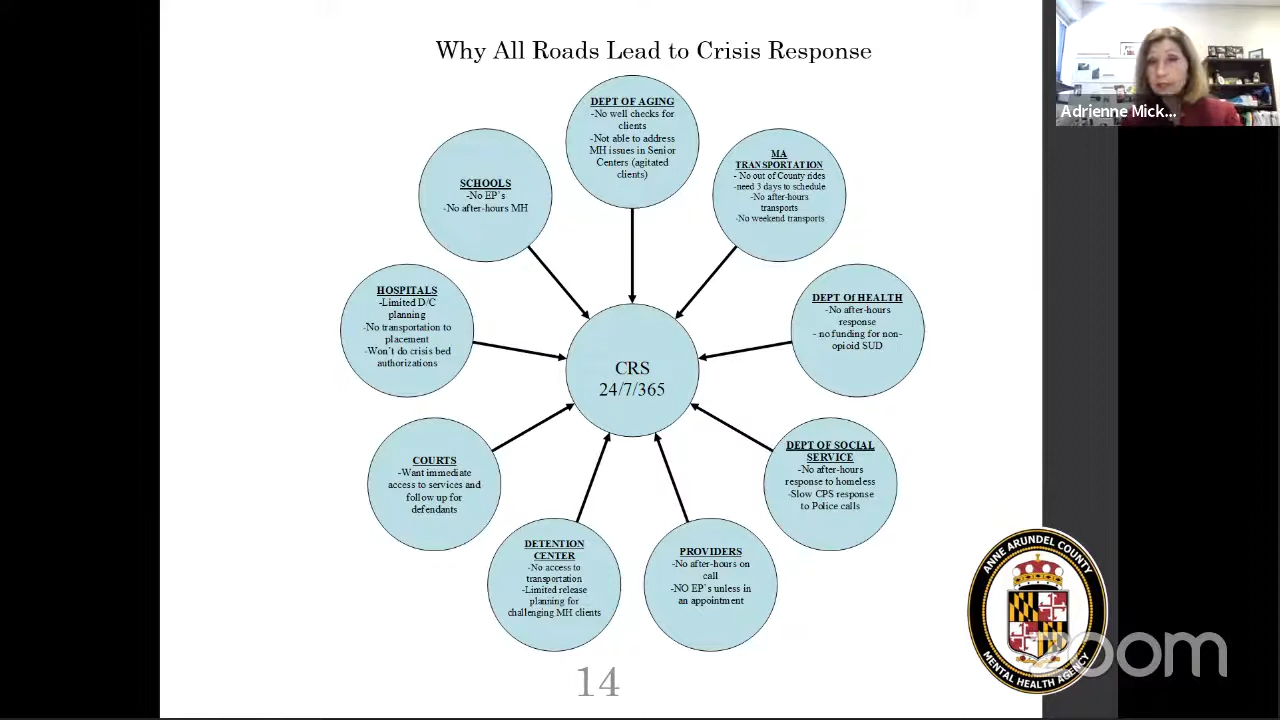 Why All Roads Lead to Crisis Response
DEPT OF AGING
-No well checks for
clients
-Not able to address
MH issues in Senior
Centers (agitated
clients)
MA
TRANSPORTATION
- No out of County rides
-need 3 days to schedule
-No after-hours
transports
-No weekend transports
SCHOOLS
-No EP's
-No after-hours MH
HOSPITALS
-Limited D/C
planning
-No transportation to
placement
-Won't do crisis bed
authorizations
DEPT Of HEALTH
-No after-hours
response
- no funding for non-
opioid SUD
CRS
24/7/365
COURTS
-Want immediate
access to services and
follow up for
defendants
DEPT OF SOCIAL
SERVICE
-No after-hours
response to homeless
-Slow CPS response
to Police calls
DETENTION
CENTER
-No access to
transportation
-Limited release
planning for
challenging MH clients
PROVIDERS
-No after-hours on
call
-NO EP's unless in
an appointment
14
Adrienne Mick...
ANNE ARUNDEL COUNTY
MENTAL HEALTH AGENCY
zoom